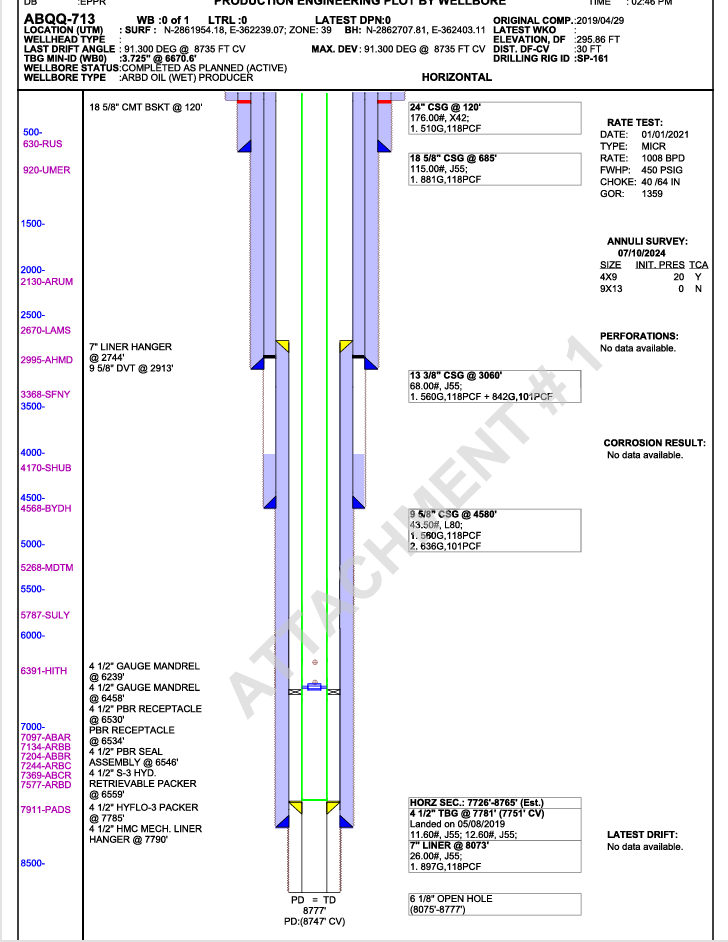 DB :EPPR PRODUCTION ENGINEERING PLOT BY WELLBORE TIME : 02:46 PM
ABQQ-713 WB :0 of 1 LTRL :0 LATEST DPN:0 ORIGINAL COMP.:2019/04/29
LOCATION (UTM) : SURF : N-2861954.18, E-362239.07; ZONE: 39 BH: N-2862707.81, E-362403.11 LATEST WKO :
WELLHEAD TYPE : ELEVATION, DF :295.86 FT
LAST DRIFT ANGLE : 91.300 DEG @ 8735 FT CV MAX. DEV : 91.300 DEG @ 8735 FT CV DIST. DF-CV :30 FT
TBG MIN-ID (WB0) :3.725" @ 6670.6' DRILLING RIG ID :SP-161
WELLBORE STATUS:COMPLETED AS PLANNED (ACTIVE)
WELLBORE TYPE :ARBD OIL (WET) PRODUCER HORIZONTAL
500-
630-RUS
920-UMER
1500-
2000-
2130-ARUM
2500-
2670-LAMS
2995-AHMD
3368-SFNY
3500-
4000-
4170-SHUB
4500-
4568-BYDH
5000-
5268-MDTM
5500-
5787-SULY
6000-
6391-HITH
7000-
7097-ABAR
7134-ARBB
7204-ABBR
7244-ARBC
7369-ABCR
7577-ARBD
7911-PADS
8500-
18 5/8" CMT BSKT @ 120'
7" LINER HANGER
@ 2744'
9 5/8" DVT @ 2913'
4 1/2" GAUGE MANDREL
@ 6239'
4 1/2" GAUGE MANDREL
@ 6458'
4 1/2" PBR RECEPTACLE
@ 6530'
PBR RECEPTACLE
@ 6534'
4 1/2" PBR SEAL
ASSEMBLY @ 6546'
4 1/2" S-3 HYD.
RETRIEVABLE PACKER
@ 6559'
4 1/2" HYFLO-3 PACKER
@ 7785'
4 1/2" HMC MECH. LINER
HANGER @ 7790'
PD = TD
8777'
PD:(8747' CV)
24" CSG @ 120'
176.00#, X42;
1. 510G,118PCF
18 5/8" CSG @ 685'
115.00#, J55;
1. 881G,118PCF
13 3/8" CSG @ 3060'
68.00#, J55;
1. 560G,118PCF + 842G,101PCF
9 5/8" CSG @ 4580'
43.50#, L80;
1. 560G,118PCF
2. 636G,101PCF
HORZ SEC.: 7726'-8765' (Est.)
4 1/2" TBG @ 7781' (7751' CV)
Landed on 05/08/2019
11.60#, J55; 12.60#, J55;
7" LINER @ 8073'
26.00#, J55;
1. 897G,118PCF
6 1/8" OPEN HOLE
(8075'-8777')
RATE TEST:
DATE: 01/01/2021
TYPE: MICR
RATE: 1008 BPD
FWHP: 450 PSIG
CHOKE: 40 /64 IN
GOR: 1359
ANNULI SURVEY:
07/10/2024
SIZE INIT. PRES TCA
4X9 20 Y
9X13 0 N
PERFORATIONS:
No data available.
CORROSION RESULT:
No data available.
LATEST DRIFT:
No data available.
ATTACHMENT # 1